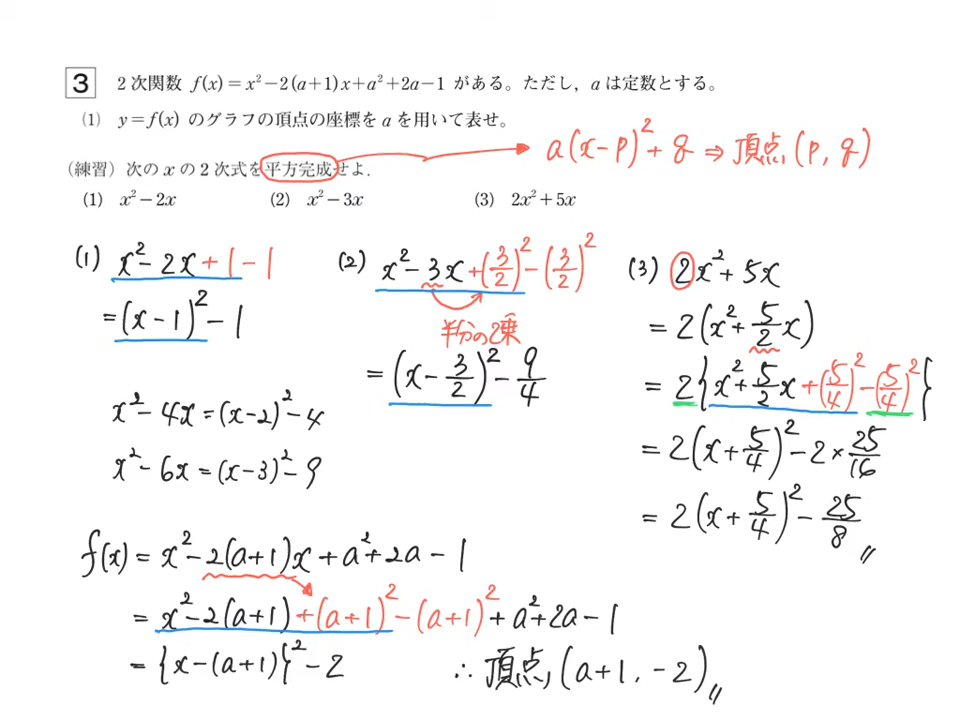 3 2次関数 f(x)=x²−2(a+1)x+a²+2a−1 がある。ただし，aは定数とする。
(1) y=f(x) のグラフの頂点の座標をaを用いて表せ。
a(x−p)²+q ⇒ 頂点(p, q)
(練習) 次のxの2次式を平方完成せよ.
(1) x²−2x (2) x²−3x (3) 2x²+5x
(1) x²−2x+1−1
=(x−1)²−1
x²−4x=(x−2)²−4
x²−6x=(x−3)²−9
(2) x²−3x+(3/2)²−(3/2)²
半分の2乗
=(x−3/2)²−9/4
(3) 2x²+5x
=2(x²+5/2x)
=2{x²+5/2x+(5/4)²−(5/4)²}
=2(x+5/4)²−2×25/16
=2(x+5/4)²−25/8〃
f(x)=x²−2(a+1)x+a²+2a−1
=x²−2(a+1)+(a+1)²−(a+1)²+a²+2a−1
={x−(a+1)}²−2 ∴頂点(a+1, −2)〃